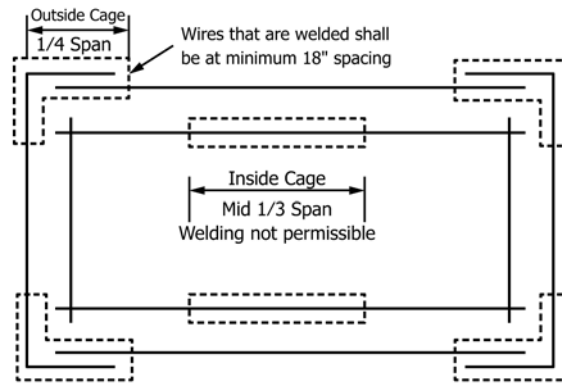 Outside Cage
1/4 Span
Wires that are welded shall
be at minimum 18" spacing
Inside Cage
Mid 1/3 Span
Welding not permissible